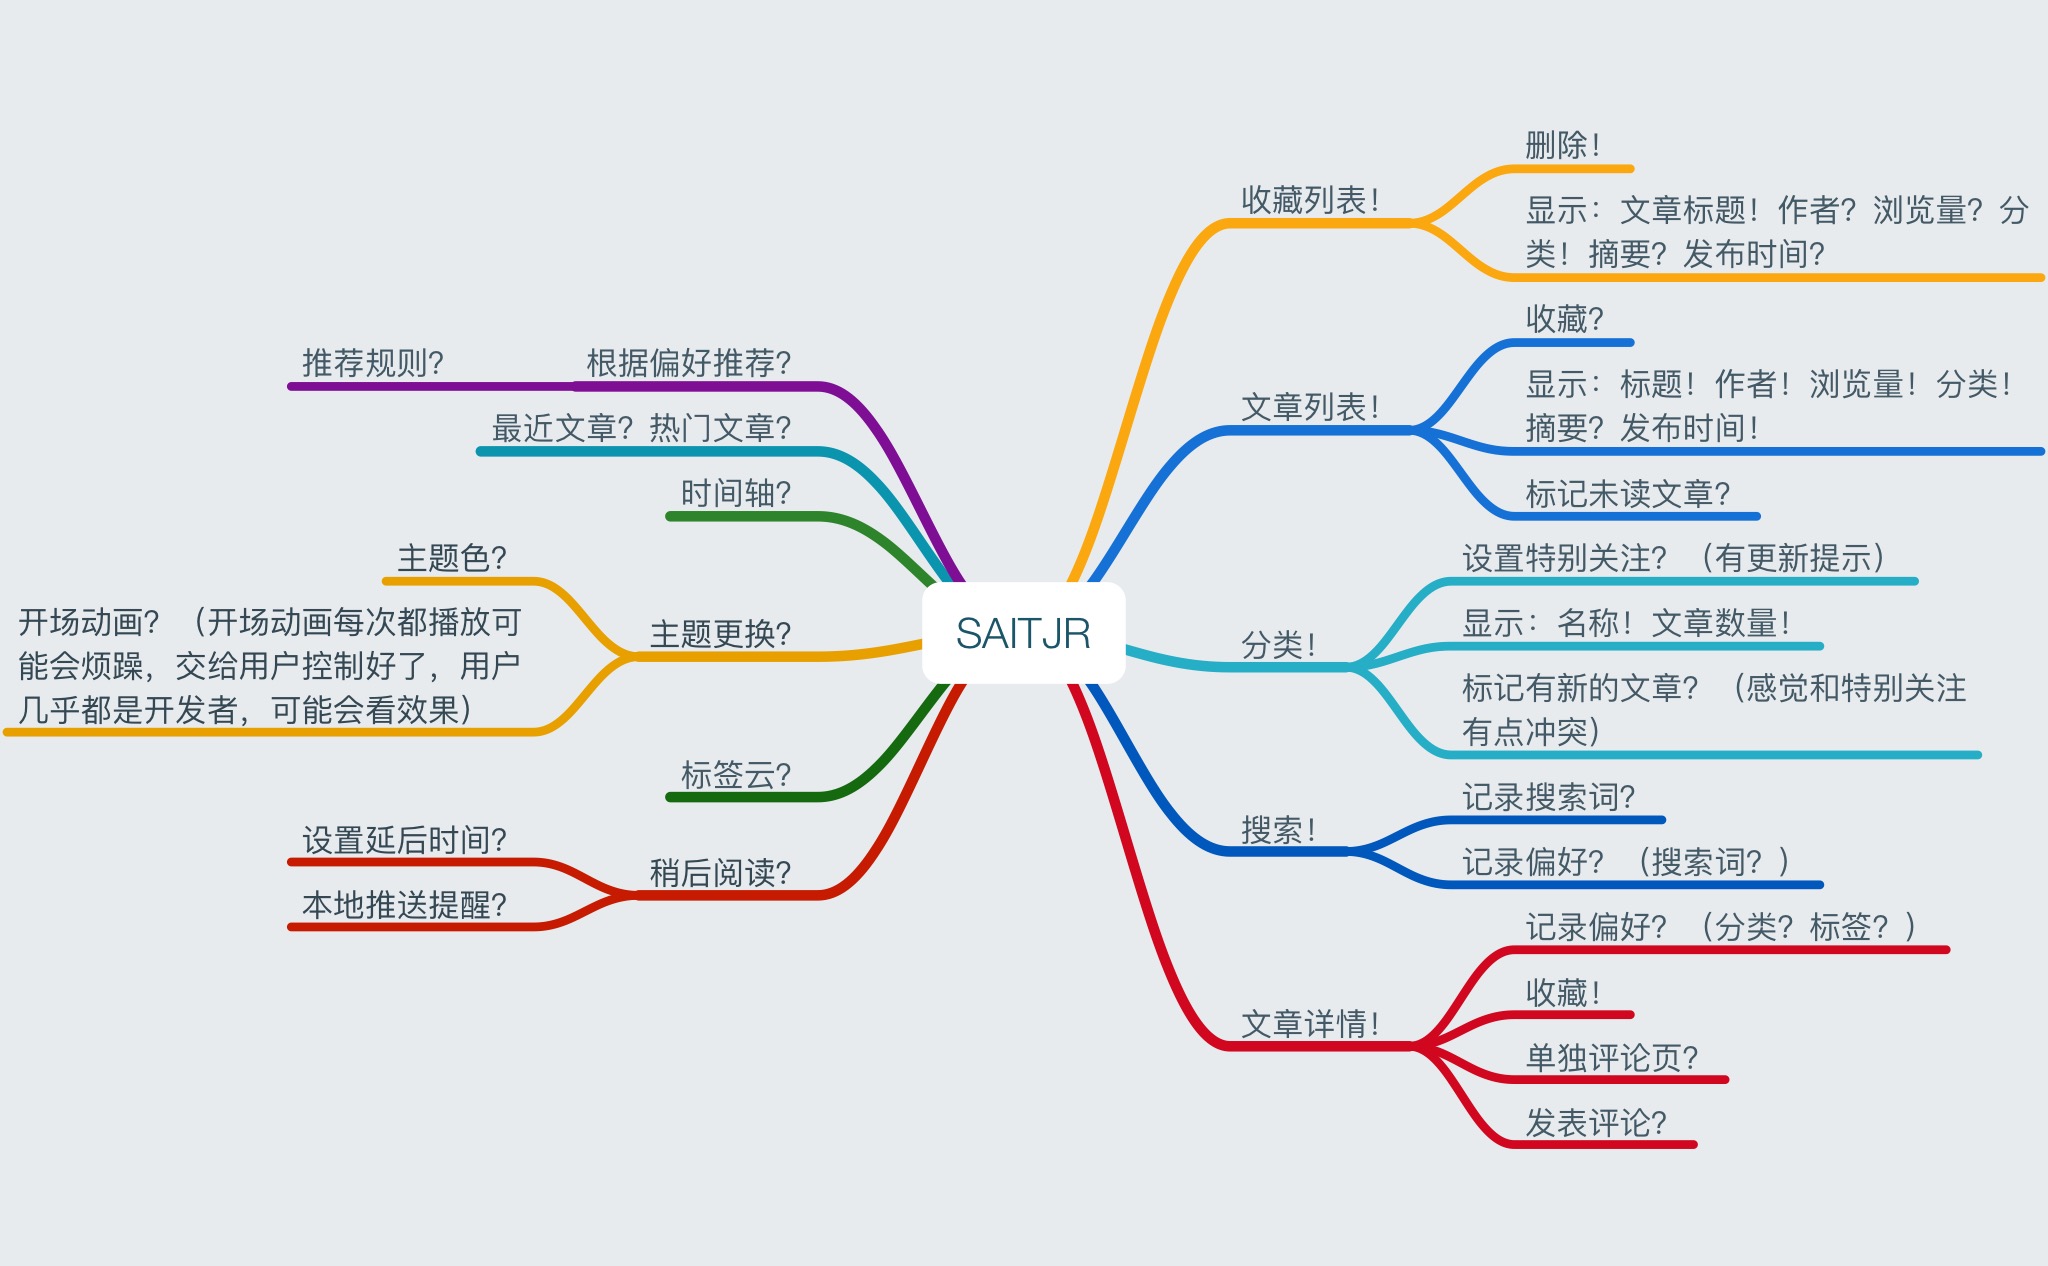 SAITJR
收藏列表！
删除！
显示：文章标题！作者？浏览量？分
类！摘要？发布时间？
文章列表！
收藏？
显示：标题！作者！浏览量！分类！
摘要？发布时间！
标记未读文章？
分类！
设置特别关注？（有更新提示）
显示：名称！文章数量！
标记有新的文章？（感觉和特别关注
有点冲突）
搜索！
记录搜索词？
记录偏好？（搜索词？）
文章详情！
记录偏好？（分类？标签？）
收藏！
单独评论页？
发表评论？
根据偏好推荐？
推荐规则？
最近文章？热门文章？
时间轴？
主题更换？
主题色？
开场动画？（开场动画每次都播放可
能会烦躁，交给用户控制好了，用户
几乎都是开发者，可能会看效果）
标签云？
稍后阅读？
设置延后时间？
本地推送提醒？